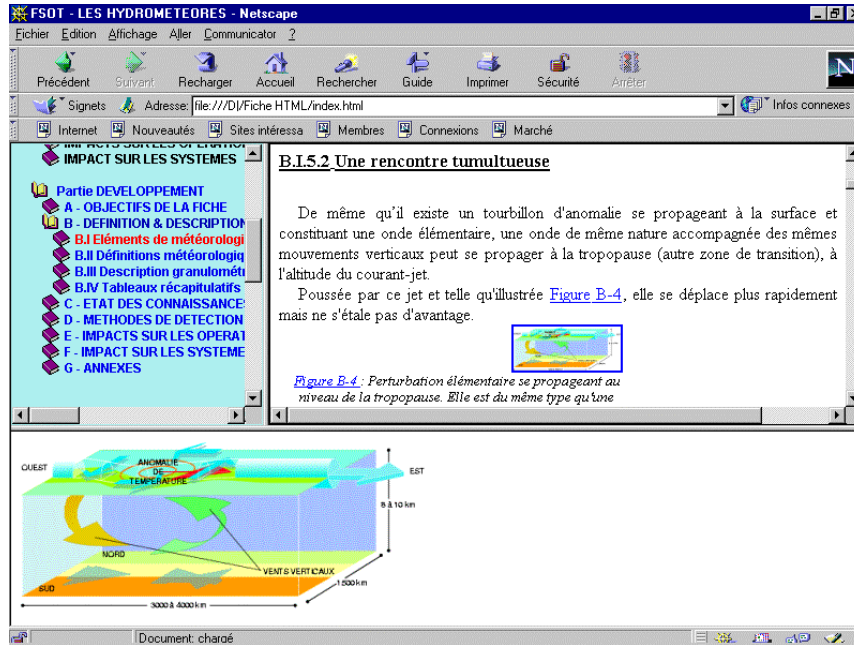 FSOT - LES HYDROMETEORES - Netscape
Fichier Edition Affichage Aller Communicator ?
Précédent Suivant Recharger Accueil Rechercher Guide Imprimer Sécurité Arrêter
N
Signets Adresse: file:///D|/Fiche HTML/index.html Infos connexes
Internet Nouveautés Sites intéressa Membres Connexions Marché
IMPACTS SUR LES OPERATIO
IMPACT SUR LES SYSTEMES
Partie DEVELOPPEMENT
A - OBJECTIFS DE LA FICHE
B - DEFINITION & DESCRIPTION
B.I Eléments de météorologi
B.II Définitions météorologiq
B.III Description granulométr
B.IV Tableaux récapitulatifs
C - ETAT DES CONNAISSANCE
D - METHODES DE DETECTION
E - IMPACTS SUR LES OPERAT
F - IMPACT SUR LES SYSTEME
G - ANNEXES
B.I.5.2 Une rencontre tumultueuse
De même qu'il existe un tourbillon d'anomalie se propageant à la surface et
constituant une onde élémentaire, une onde de même nature accompagnée des mêmes
mouvements verticaux peut se propager à la tropopause (autre zone de transition), à
l'altitude du courant-jet.
Poussée par ce jet et telle qu'illustrée Figure B-4, elle se déplace plus rapidement
mais ne s'étale pas d'avantage.
Figure B-4 : Perturbation élémentaire se propageant au
niveau de la tropopause. Elle est du même type qu'une
OUEST
ANOMALIE
DE
TEMPERATURE
EST
8 à 10 km
NORD
VENTS VERTICAUX
SUD
1500 km
3000 à 4000 km
Document: chargé